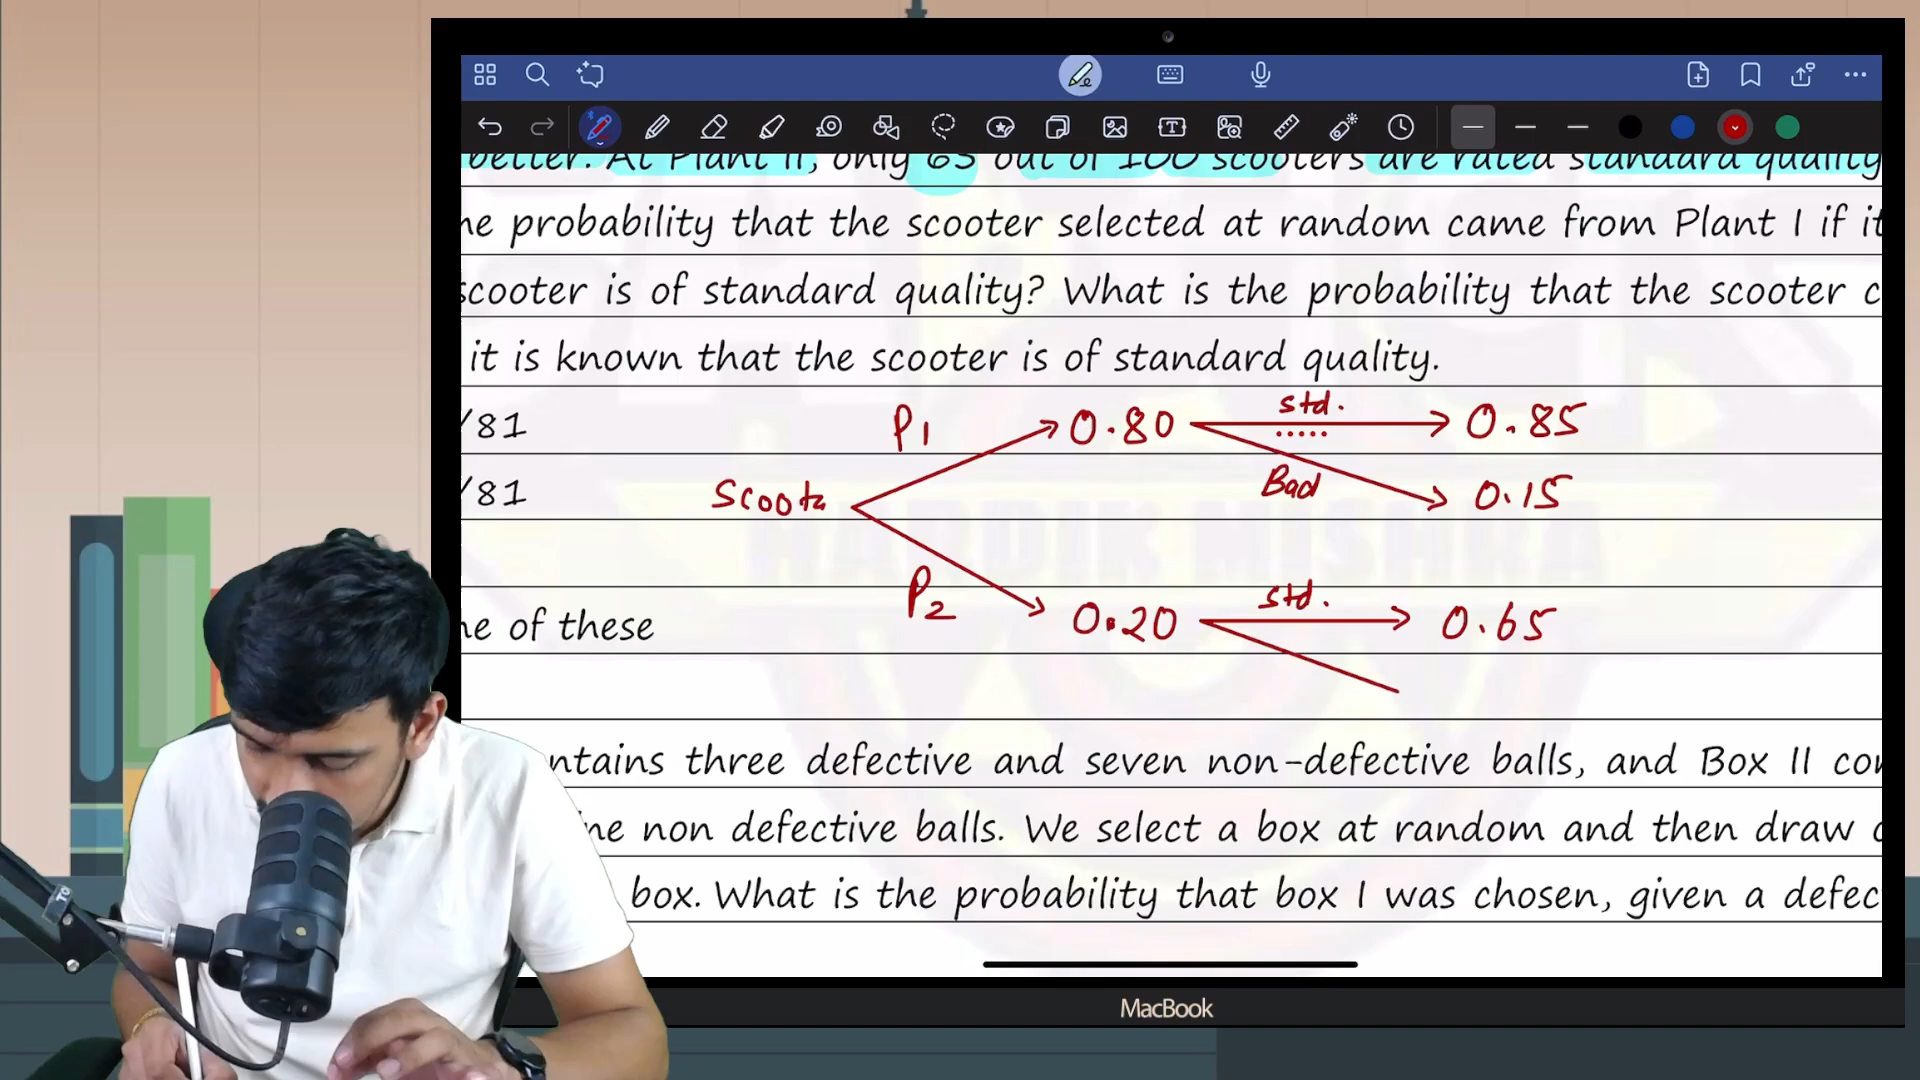 better. At Plant II, only 65 out of 100 scooters are rated standard quality
he probability that the scooter selected at random came from Plant I if it
scooter is of standard quality? What is the probability that the scooter c
it is known that the scooter is of standard quality.
/81
P1 0.80 std. 0.85
/81
Scoote Bad 0.15
P2 0.20 std. 0.65
ne of these
ntains three defective and seven non-defective balls, and Box II con
ine non defective balls. We select a box at random and then draw
box. What is the probability that box I was chosen, given a defec
HARDIK MISHRA
MacBook